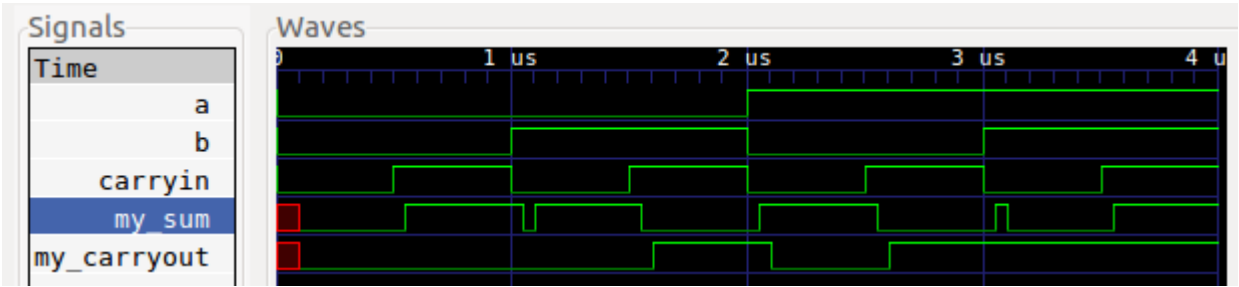 Signals
Waves
Time
0 1 us 2 us 3 us 4 u
a
b
carryin
my_sum
my_carryout